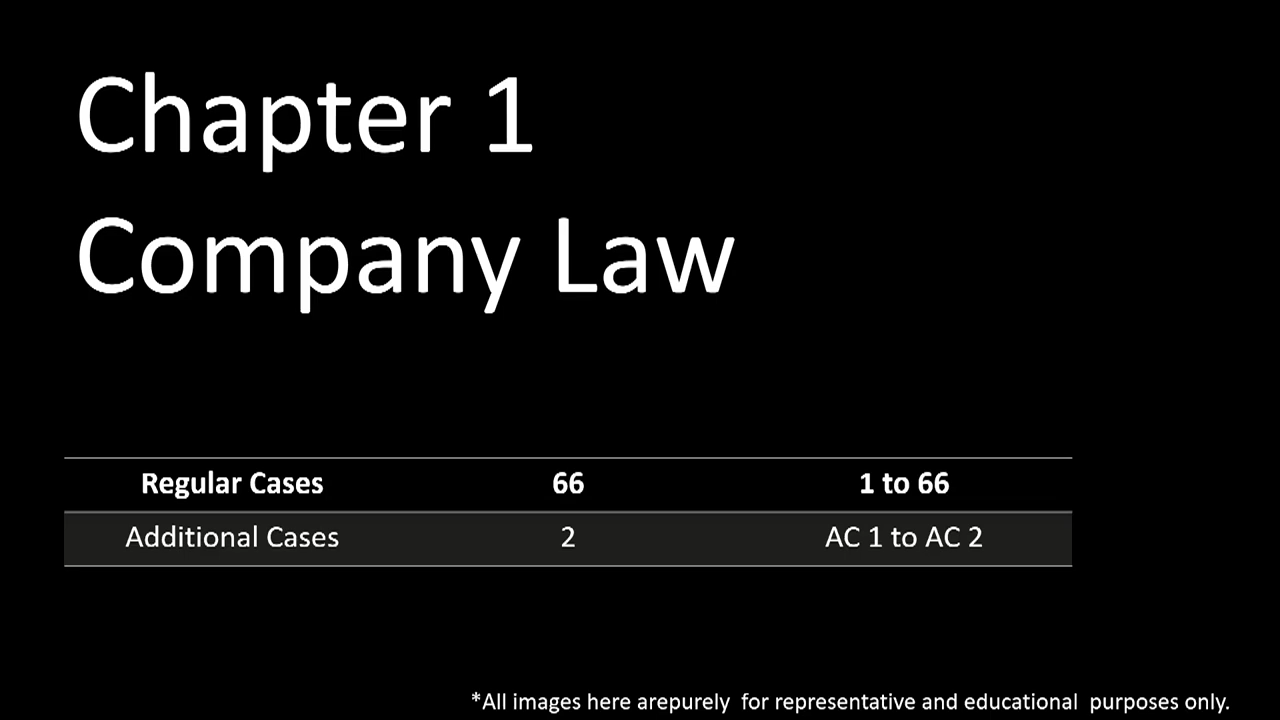 Chapter 1
Company Law
Regular Cases 66 1 to 66
Additional Cases 2 AC 1 to AC 2
*All images here arepurely  for representative and educational  purposes only.